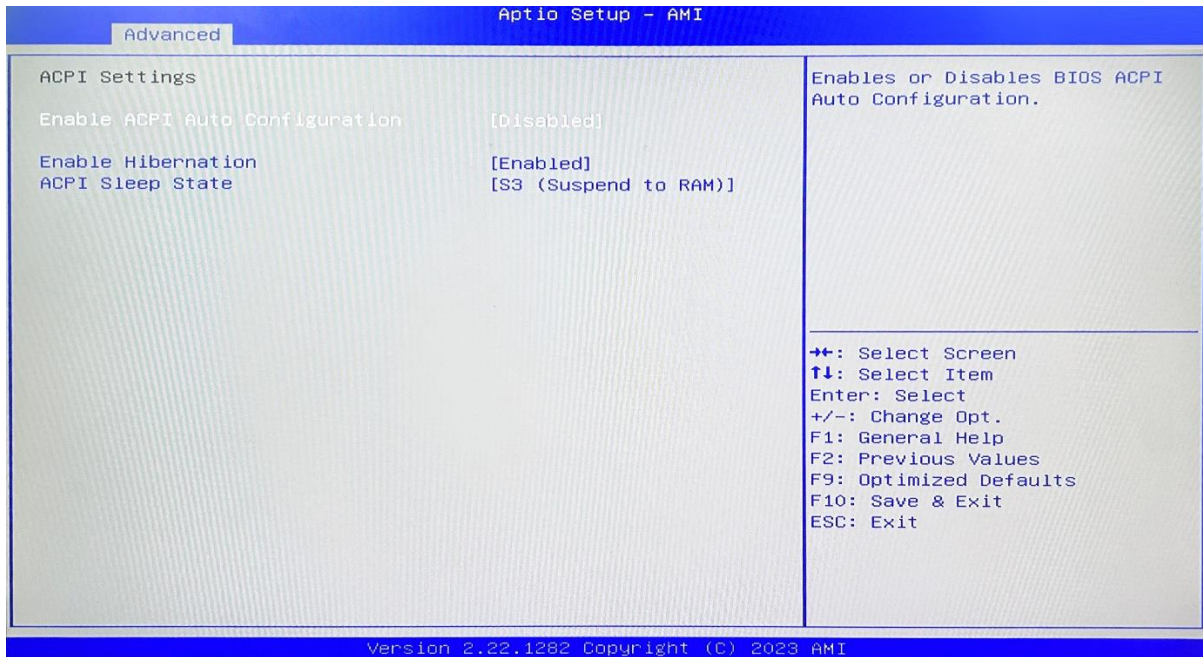 Aptio Setup – AMI
Advanced
ACPI Settings
Enable ACPI Auto Configuration [Disabled]
Enable Hibernation [Enabled]
ACPI Sleep State [S3 (Suspend to RAM)]
Enables or Disables BIOS ACPI
Auto Configuration.
→←: Select Screen
↑↓: Select Item
Enter: Select
+/-: Change Opt.
F1: General Help
F2: Previous Values
F9: Optimized Defaults
F10: Save & Exit
ESC: Exit
Version 2.22.1282 Copyright (C) 2023 AMI